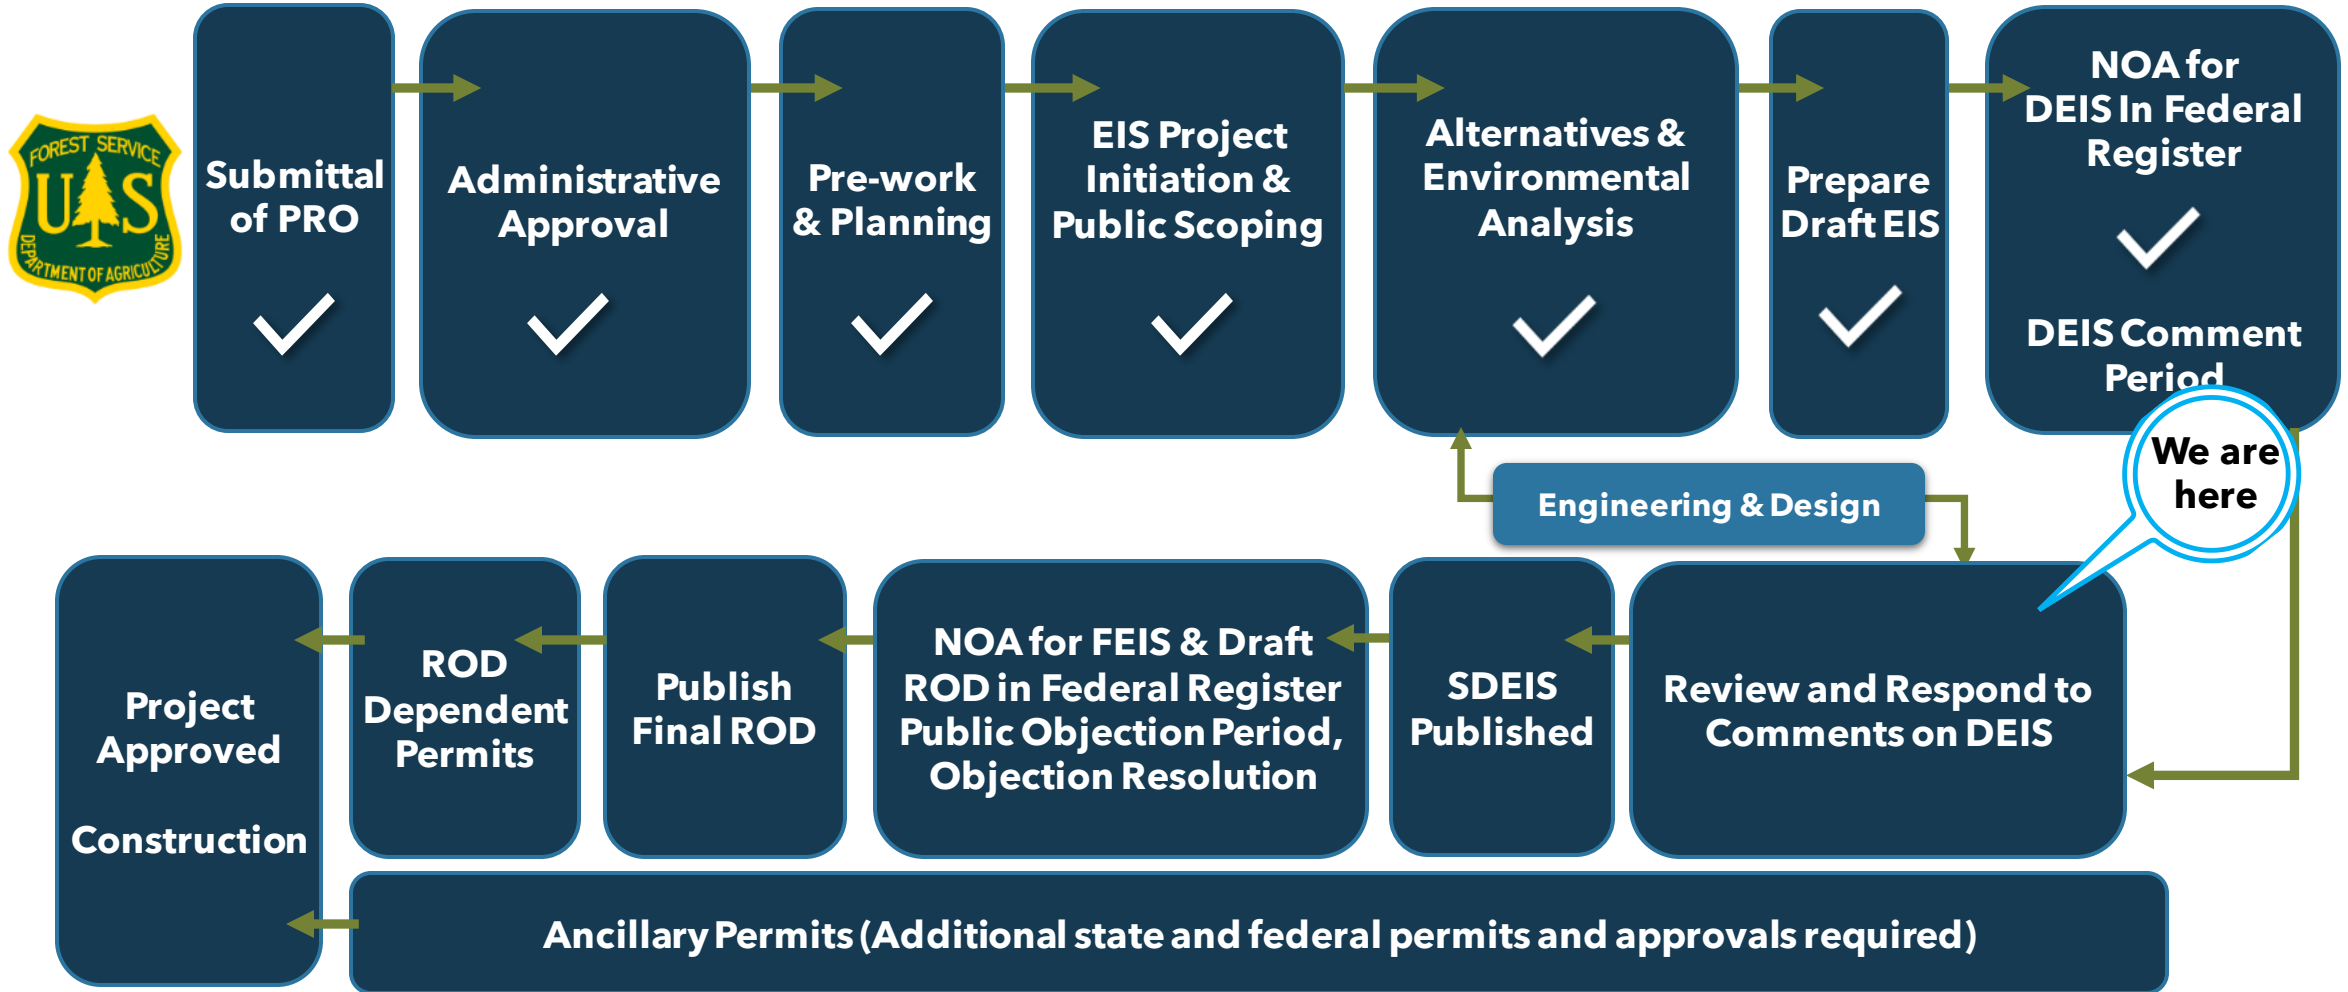 FOREST SERVICE
U S
DEPARTMENT OF AGRICULTURE
Submittal
of PRO
Administrative
Approval
Pre-work
& Planning
EIS Project
Initiation &
Public Scoping
Alternatives &
Environmental
Analysis
Prepare
Draft EIS
NOA for
DEIS In Federal
Register
DEIS Comment
Period
We are
here
Engineering & Design
Project
Approved
Construction
ROD
Dependent
Permits
Publish
Final ROD
NOA for FEIS & Draft
ROD in Federal Register
Public Objection Period,
Objection Resolution
SDEIS
Published
Review and Respond to
Comments on DEIS
Ancillary Permits (Additional state and federal permits and approvals required)